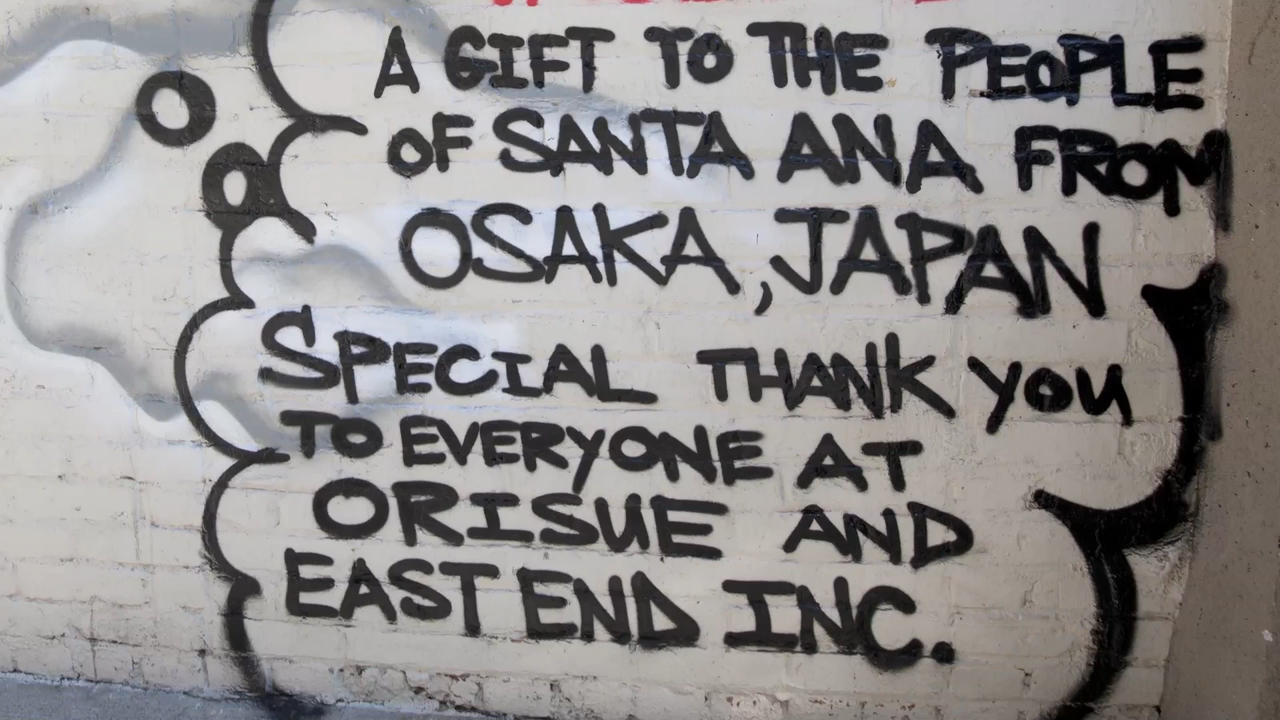 A GIFT TO THE PEOPLE
OF SANTA ANA FROM
OSAKA, JAPAN
SPECIAL THANK YOU
TO EVERYONE AT
ORISUE AND
EAST END INC.